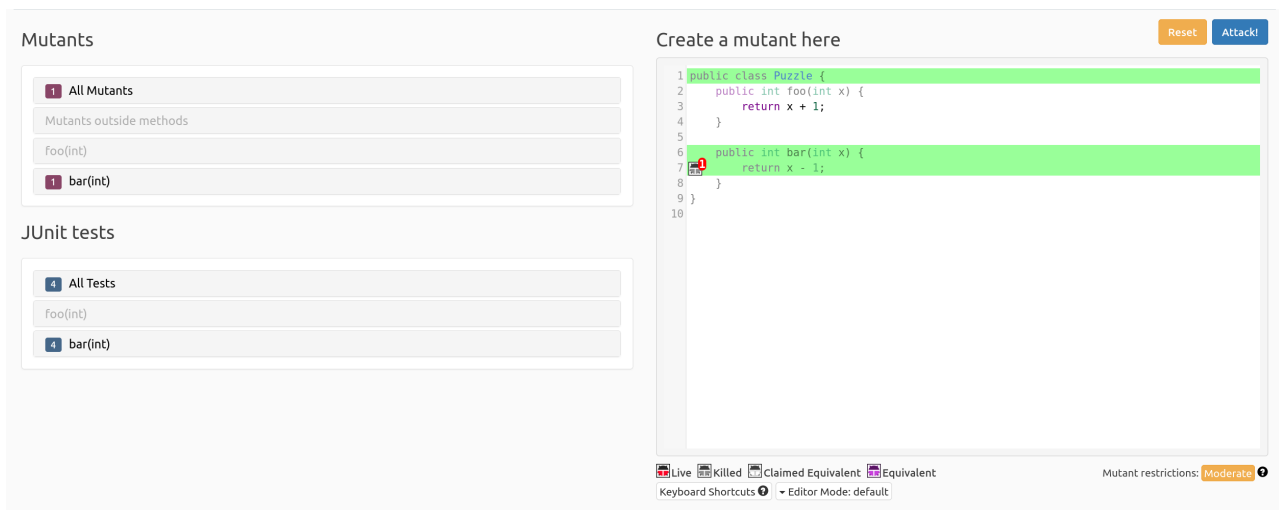 Mutants
1 All Mutants
Mutants outside methods
foo(int)
1 bar(int)
JUnit tests
4 All Tests
foo(int)
4 bar(int)
Create a mutant here
Reset Attack!
1 public class Puzzle {
2 public int foo(int x) {
3 return x + 1;
4 }
5
6 public int bar(int x) {
7 1 return x - 1;
8 }
9 }
10
Live Killed Claimed Equivalent Equivalent
Mutant restrictions: Moderate ?
Keyboard Shortcuts ? Editor Mode: default